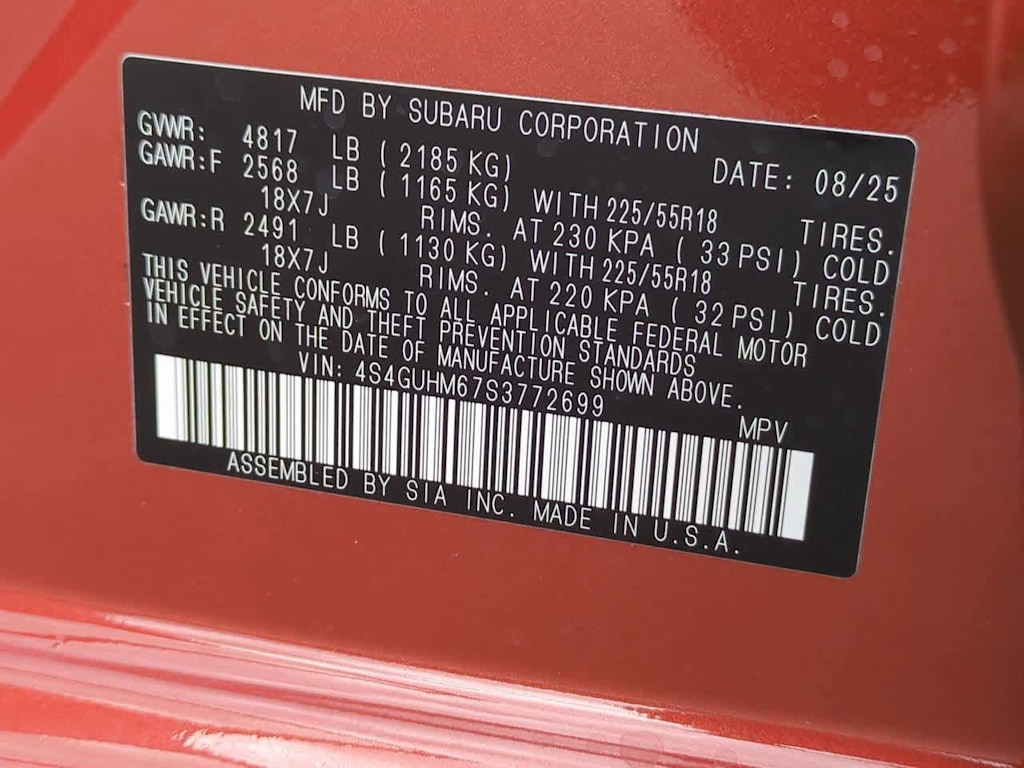 MFD BY SUBARU CORPORATION
DATE: 08/25
GVWR: 4817 LB ( 2185 KG)
GAWR:F 2568 LB ( 1165 KG) WITH 225/55R18 TIRES.
18X7J RIMS. AT 230 KPA ( 33 PSI) COLD
GAWR:R 2491 LB ( 1130 KG) WITH 225/55R18 TIRES.
18X7J RIMS. AT 220 KPA ( 32 PSI) COLD
THIS VEHICLE CONFORMS TO ALL APPLICABLE FEDERAL MOTOR
VEHICLE SAFETY AND THEFT PREVENTION STANDARDS
IN EFFECT ON THE DATE OF MANUFACTURE SHOWN ABOVE.
VIN: 4S4GUHM67S3772699
MPV
ASSEMBLED BY SIA INC. MADE IN U.S.A.